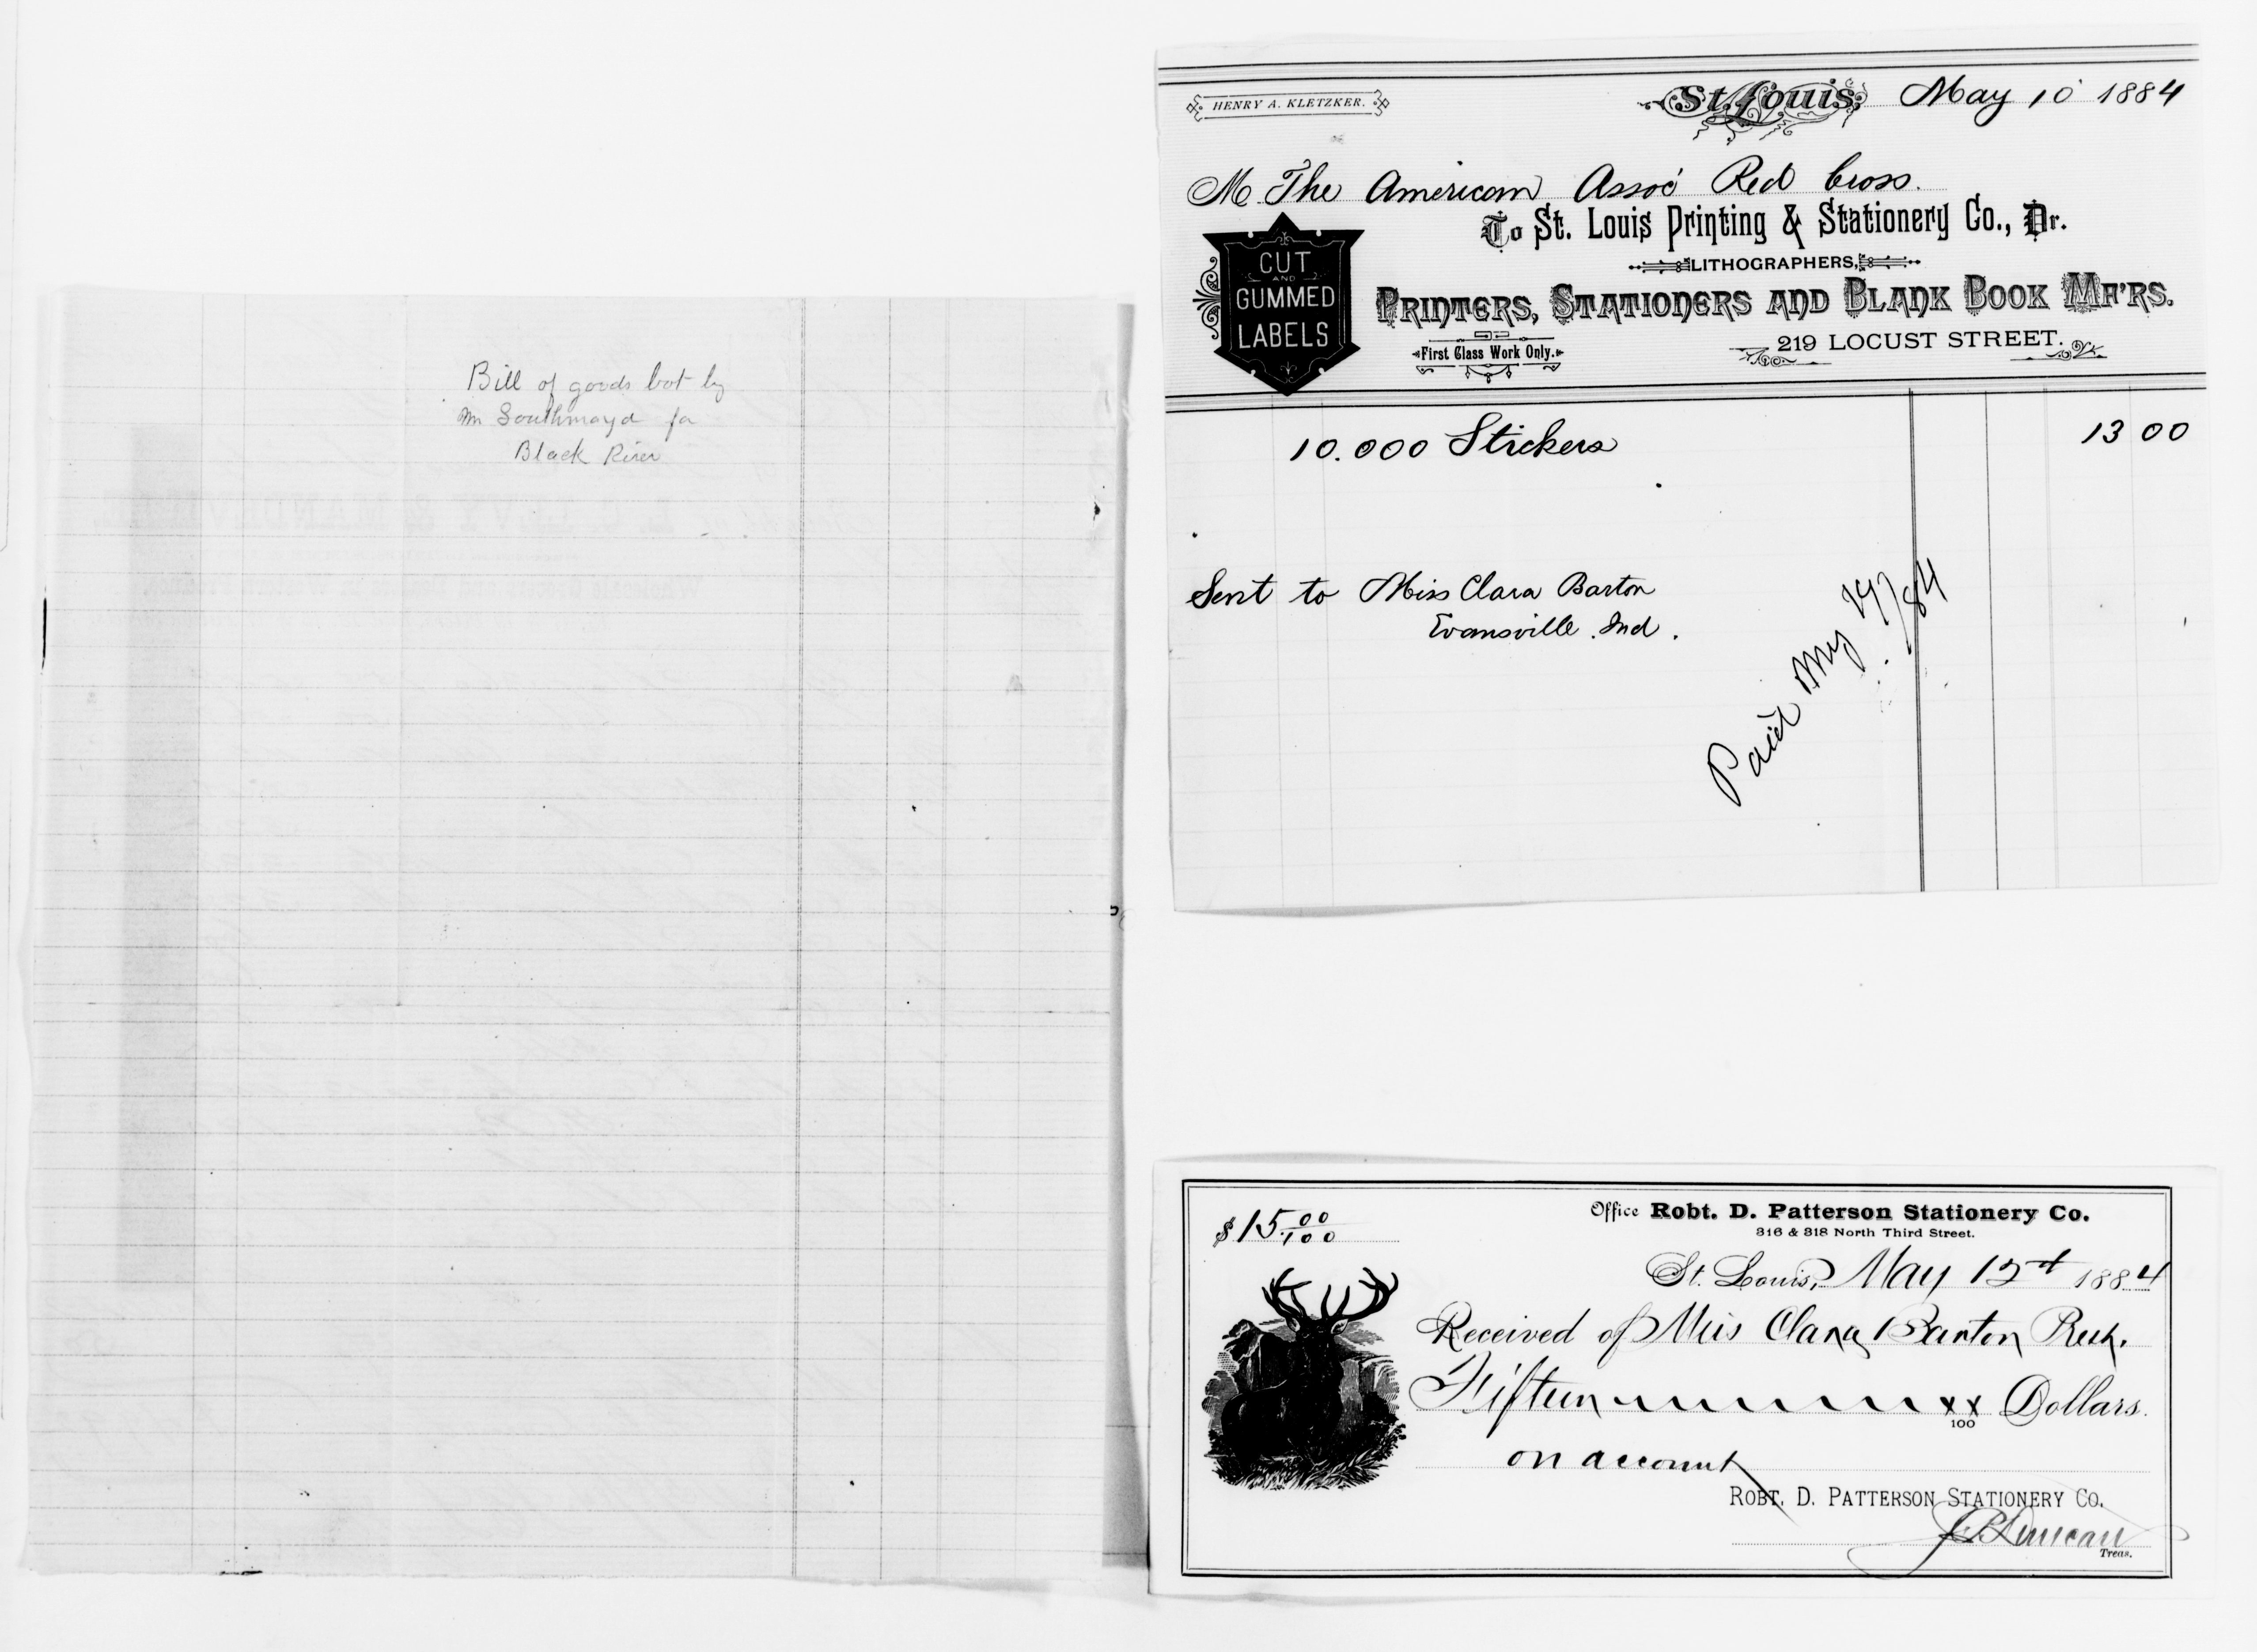 Bill of goods bot by
Mr Southmayd for
Black River
HENRY A. KLETZKER.
St. Louis, May 10 1884
M The American Assoc Red Cross.
To St. Louis Printing & Stationery Co., Dr.
LITHOGRAPHERS,
CUT AND GUMMED LABELS
PRINTERS, STATIONERS AND BLANK BOOK MF'RS.
First Class Work Only.
219 LOCUST STREET.
10.000 Stickers 13 00
Sent to Miss Clara Barton
Evansville. Ind.
Paid May /84
$15.00/100
Office Robt. D. Patterson Stationery Co.
316 & 318 North Third Street.
St. Louis, May 1884
Received of Miss Clara Barton
Fifteen xx/100 Dollars.
on account
ROBT. D. PATTERSON STATIONERY CO.
Duncan
Treas.